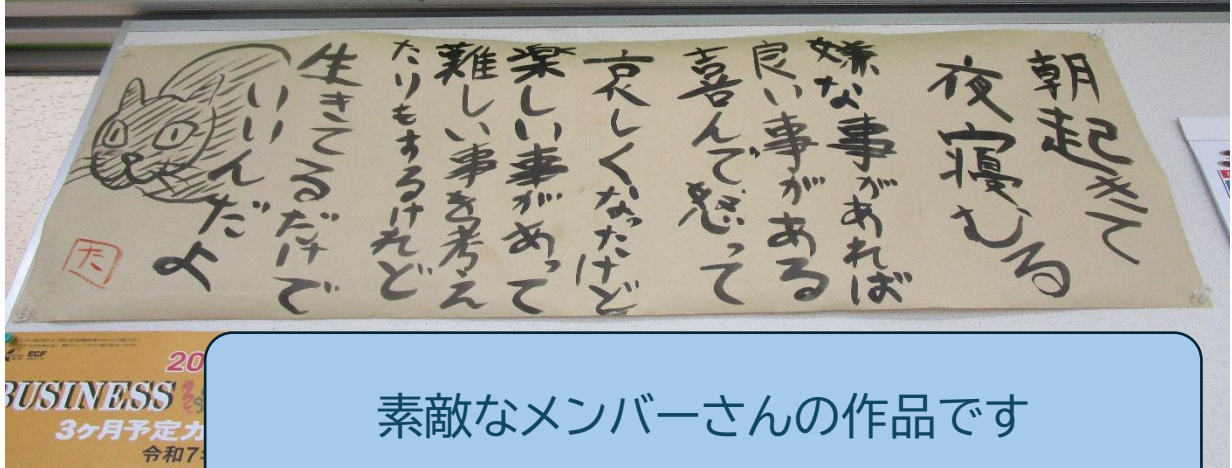 朝起きて
夜寝むる
嫌な事があれば
良い事がある
喜んで怒って
哀しくなったけど
楽しい事があって
難しい事を考え
たりもするけれど
生きてるだけで
いいんだよ
た
ECF
20
BUSINESS
3ヶ月予定カ
令和7
素敵なメンバーさんの作品です